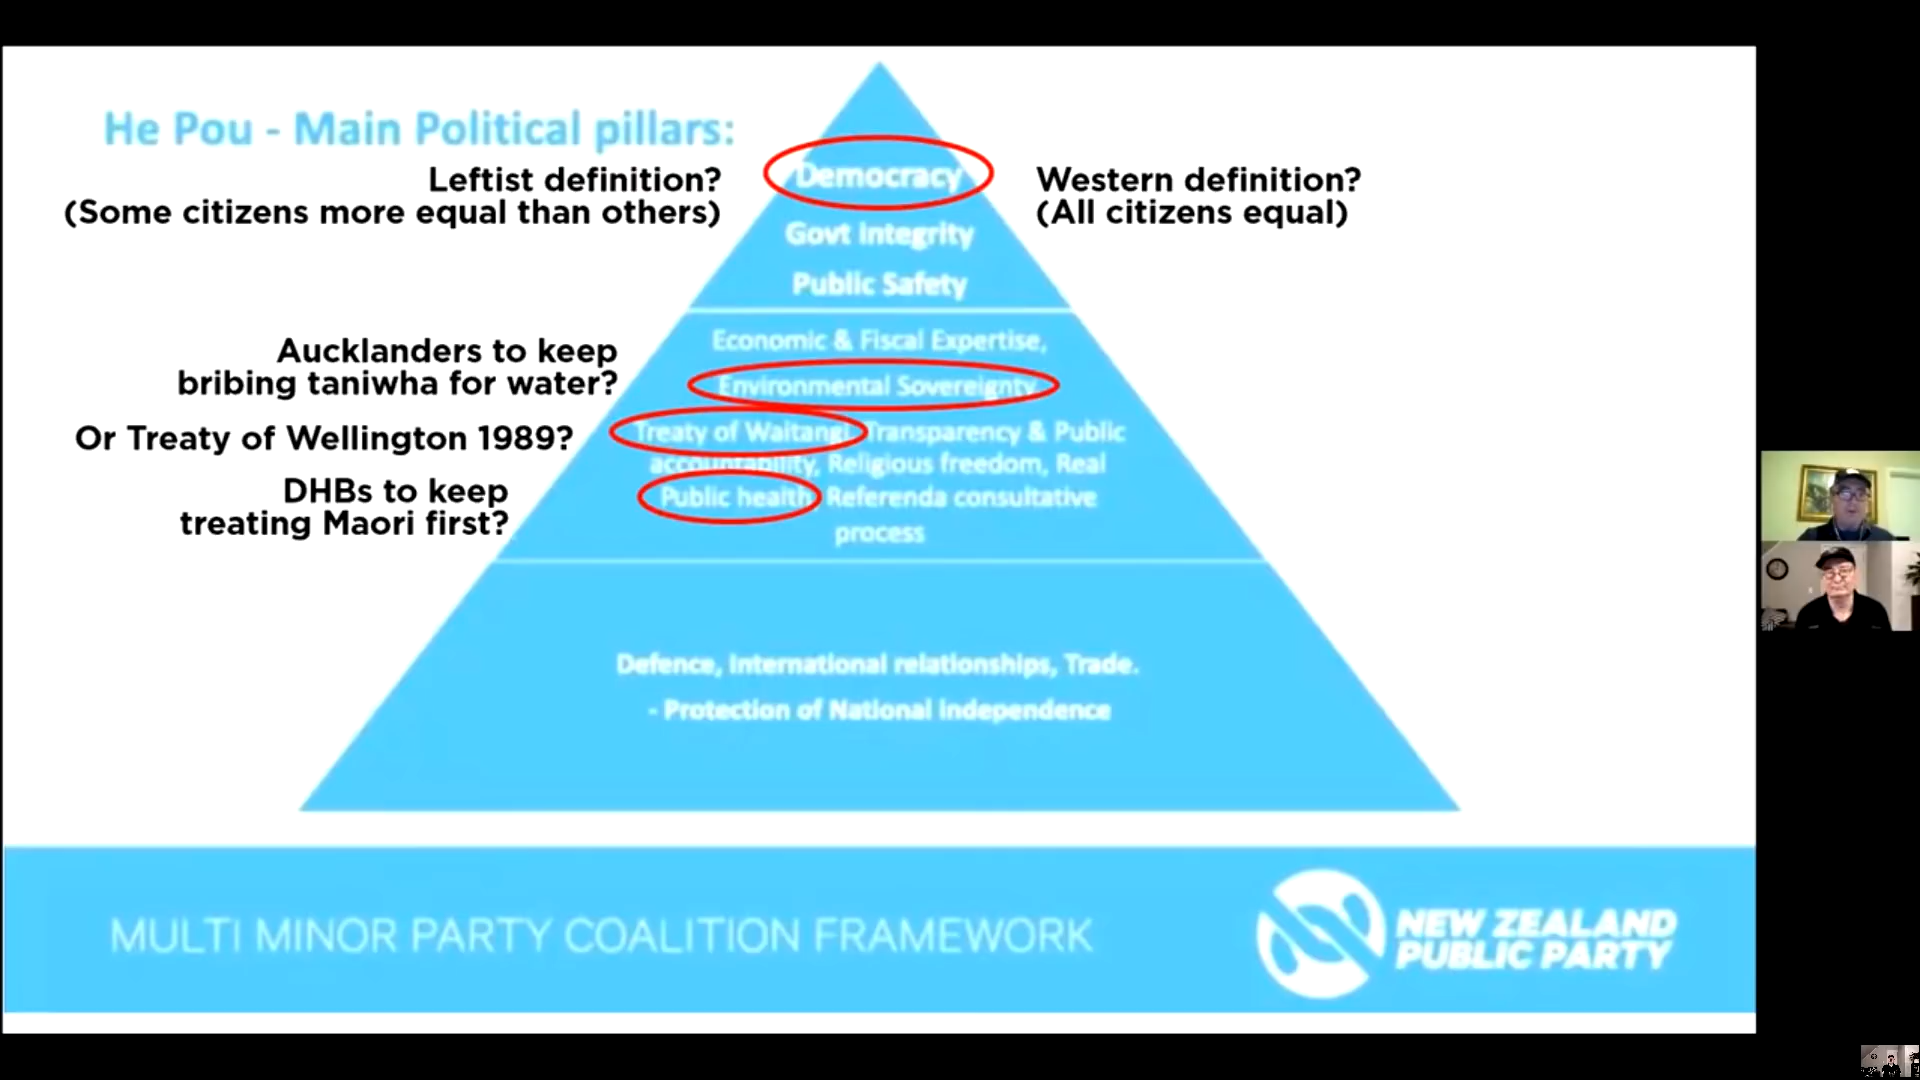 He Pou - Main Political pillars:
Leftist definition?
(Some citizens more equal than others)
Democracy
Western definition?
(All citizens equal)
Govt Integrity
Public Safety
Aucklanders to keep
bribing taniwha for water?
Or Treaty of Wellington 1989?
DHBs to keep
treating Maori first?
Economic & Fiscal Expertise,
Environmental Sovereignty
Treaty of Waitangi, Transparency & Public
accountability, Religious freedom, Real
Public health, Referenda consultative
process
Defence, International relationships, Trade.
- Protection of National independence
MULTI MINOR PARTY COALITION FRAMEWORK
NEW ZEALAND
PUBLIC PARTY